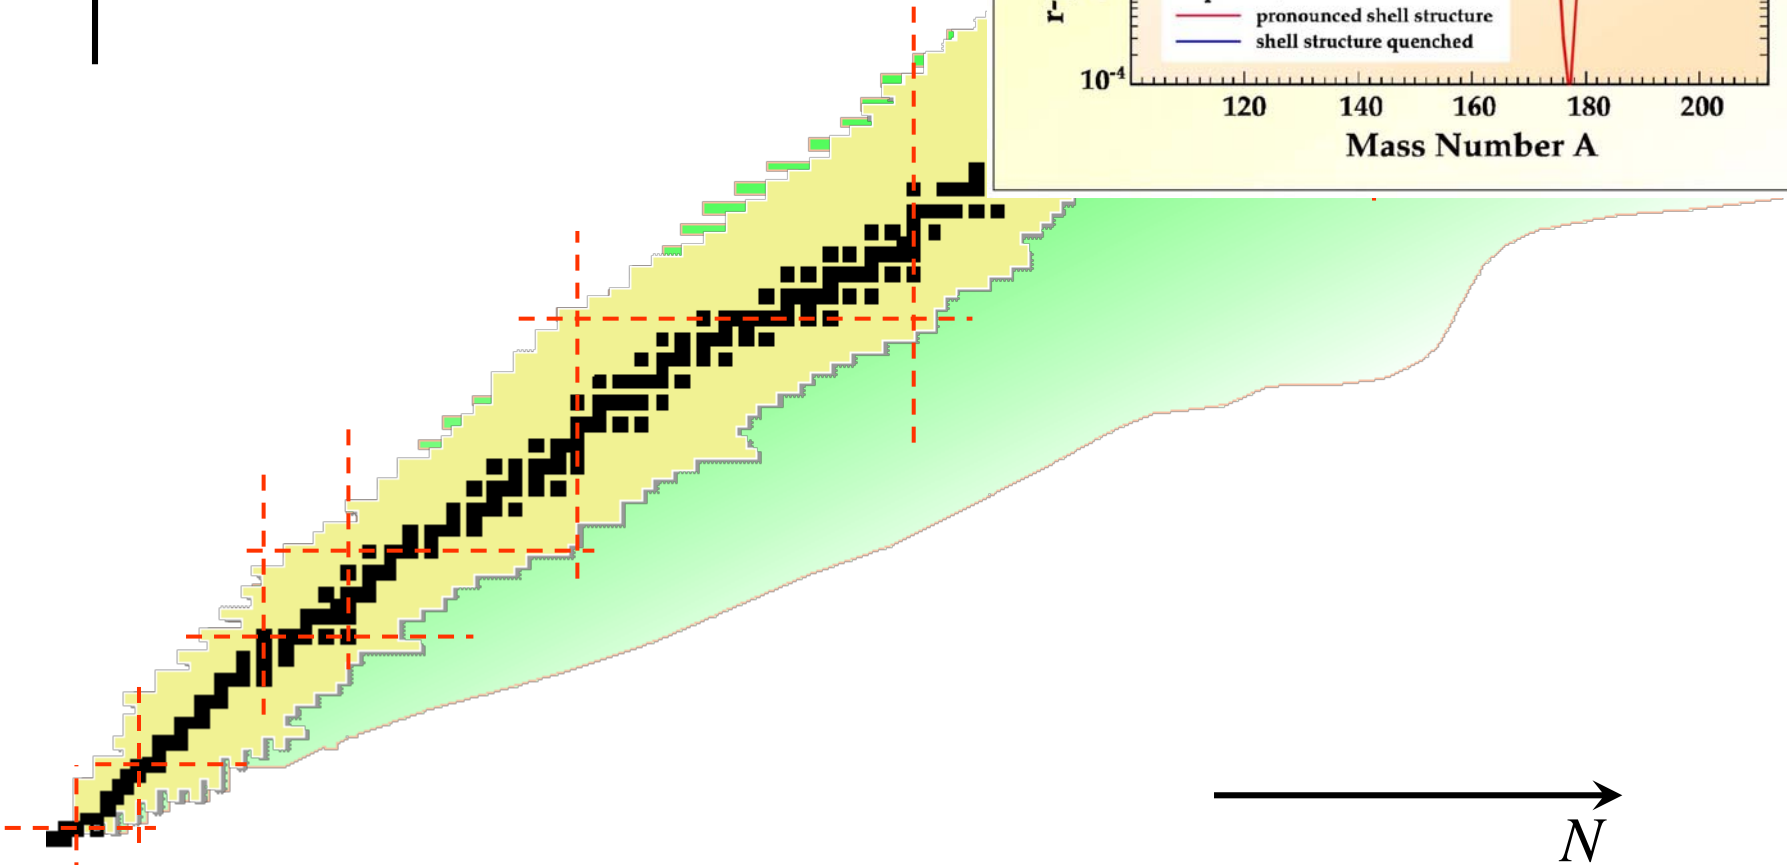 r-
pronounced shell structure
shell structure quenched
10-4
120 140 160 180 200
Mass Number A
N